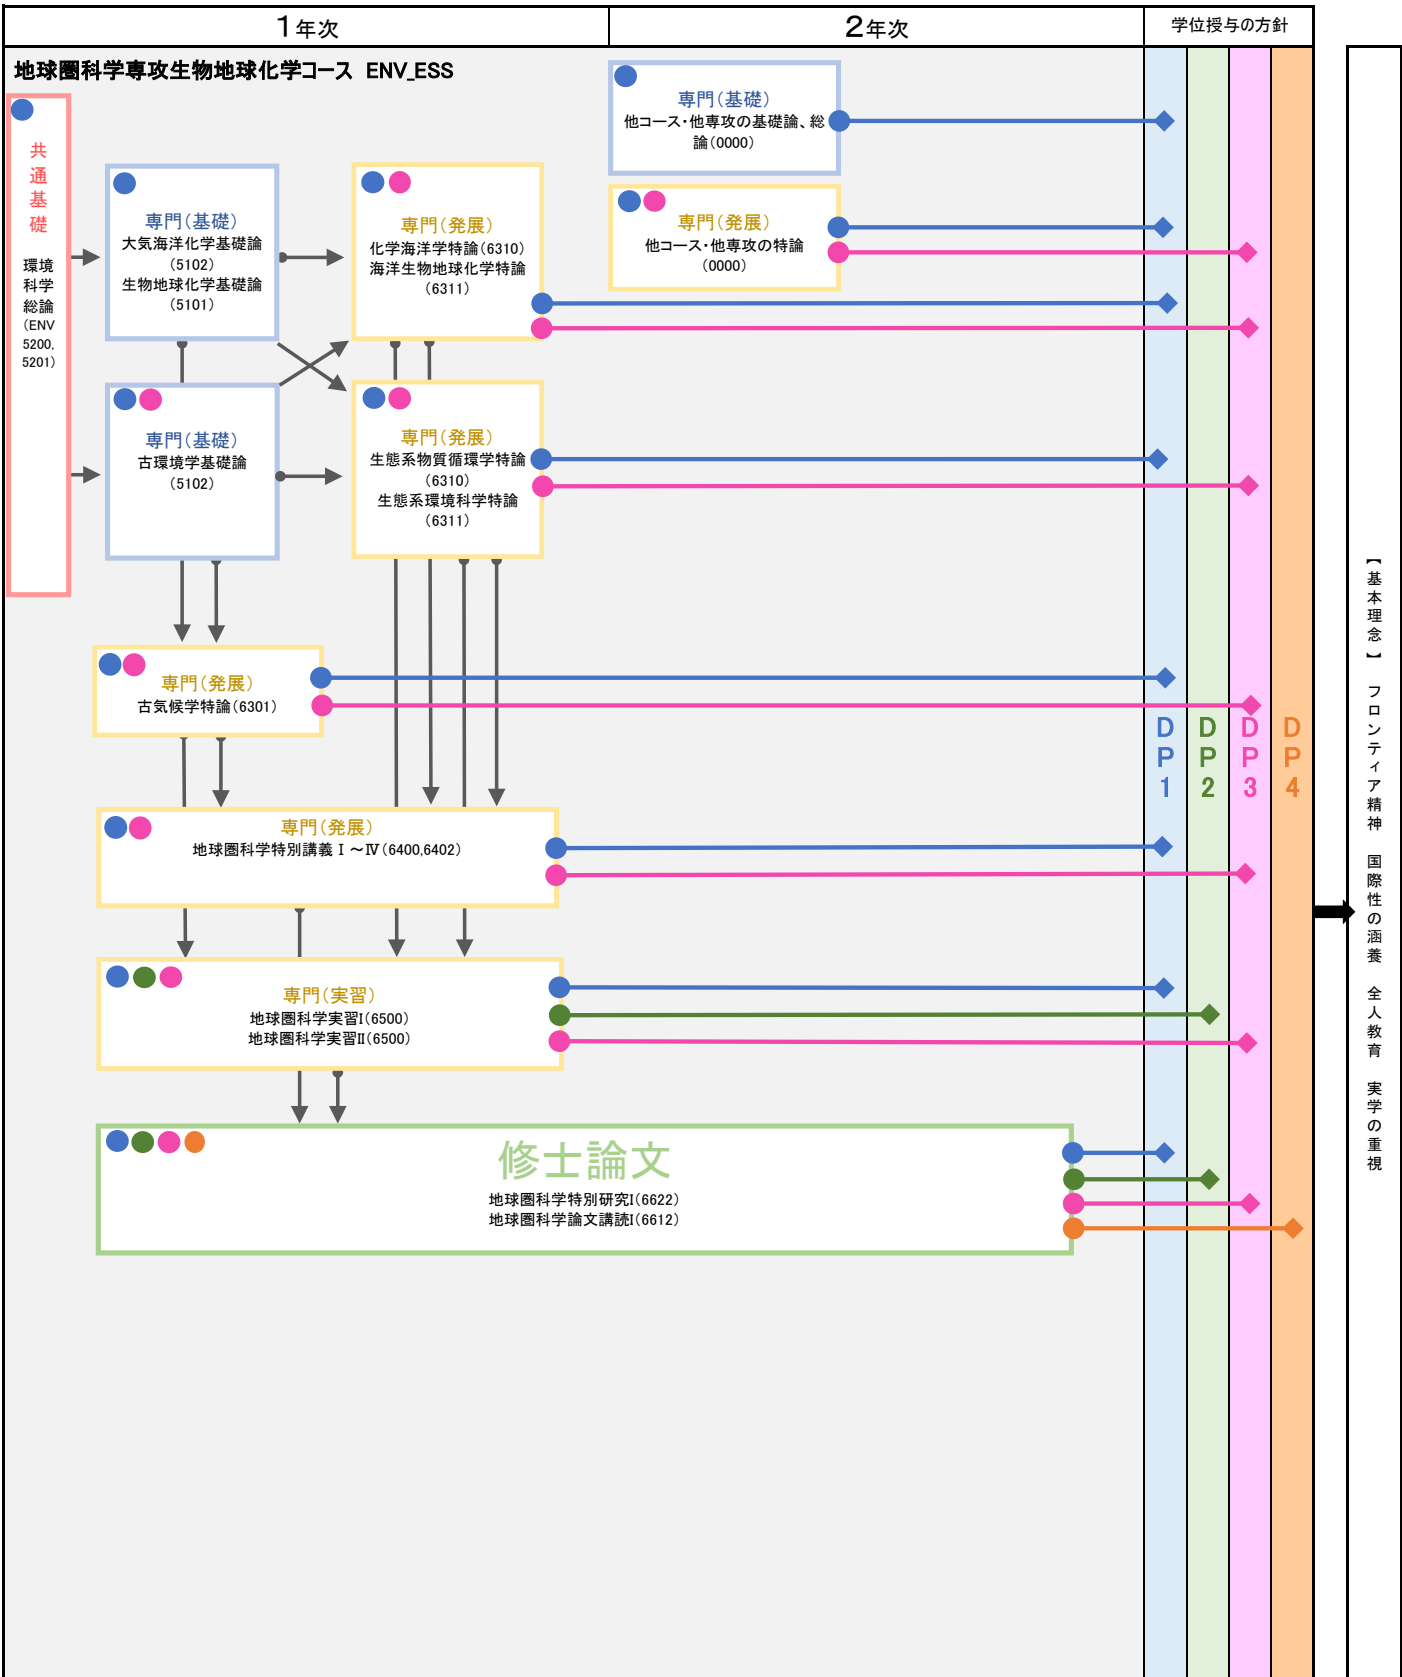 1年次
2年次
学位授与の方針
地球圏科学専攻生物地球化学コース ENV_ESS
共通基礎
環境
科学
総論
(ENV
5200,
5201)
専門(基礎)
大気海洋化学基礎論
(5102)
生物地球化学基礎論
(5101)
専門(発展)
化学海洋学特論(6310)
海洋生物地球化学特論
(6311)
専門(基礎)
他コース・他専攻の基礎論、総
論(0000)
専門(発展)
他コース・他専攻の特論
(0000)
専門(基礎)
古環境学基礎論
(5102)
専門(発展)
生態系物質循環学特論
(6310)
生態系環境科学特論
(6311)
専門(発展)
古気候学特論(6301)
専門(発展)
地球圏科学特別講義Ⅰ~Ⅳ(6400,6402)
専門(実習)
地球圏科学実習I(6500)
地球圏科学実習II(6500)
修士論文
地球圏科学特別研究I(6622)
地球圏科学論文講読I(6612)
DP1
DP2
DP3
DP4
【基本理念】 フロンティア精神 国際性の涵養 全人教育 実学の重視